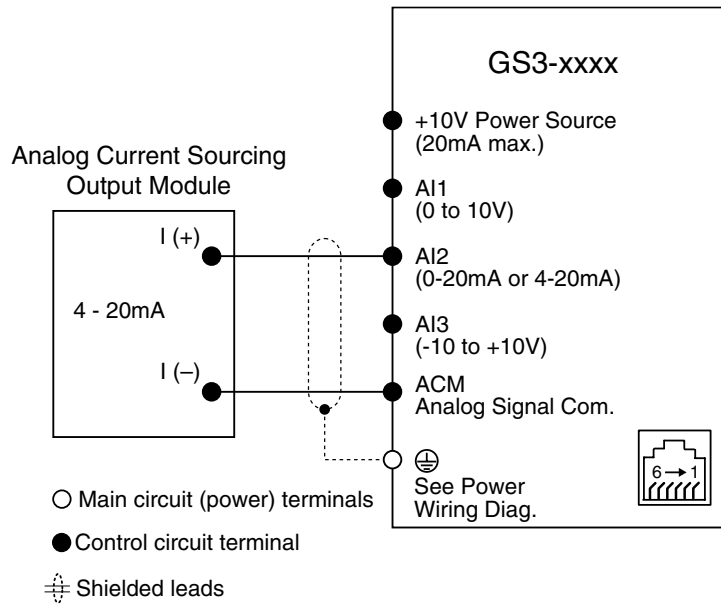 GS3-xxxx
+10V Power Source
(20mA max.)
Analog Current Sourcing
Output Module
AI1
(0 to 10V)
I (+)
AI2
(0-20mA or 4-20mA)
4 - 20mA
AI3
(-10 to +10V)
I (–)
ACM
Analog Signal Com.
See Power
Wiring Diag.
6→1
Main circuit (power) terminals
Control circuit terminal
Shielded leads